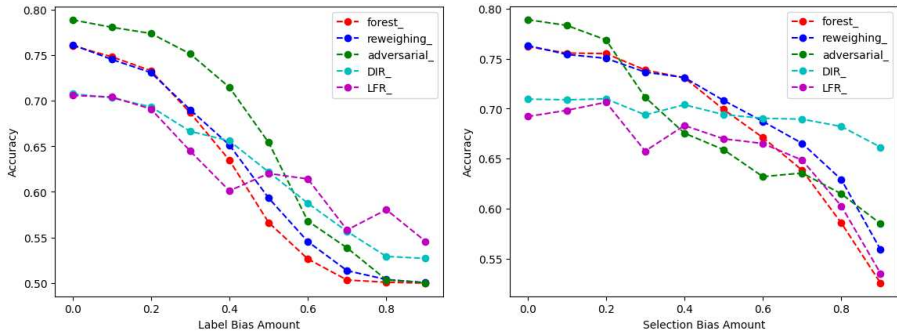 0.80
0.75
0.70
0.65
0.60
0.55
0.50
Accuracy
0.0 0.2 0.4 0.6 0.8
Label Bias Amount
forest_
reweighing_
adversarial_
DIR_
LFR_
0.80
0.75
0.70
0.65
0.60
0.55
Accuracy
0.0 0.2 0.4 0.6 0.8
Selection Bias Amount
forest_
reweighing_
adversarial_
DIR_
LFR_